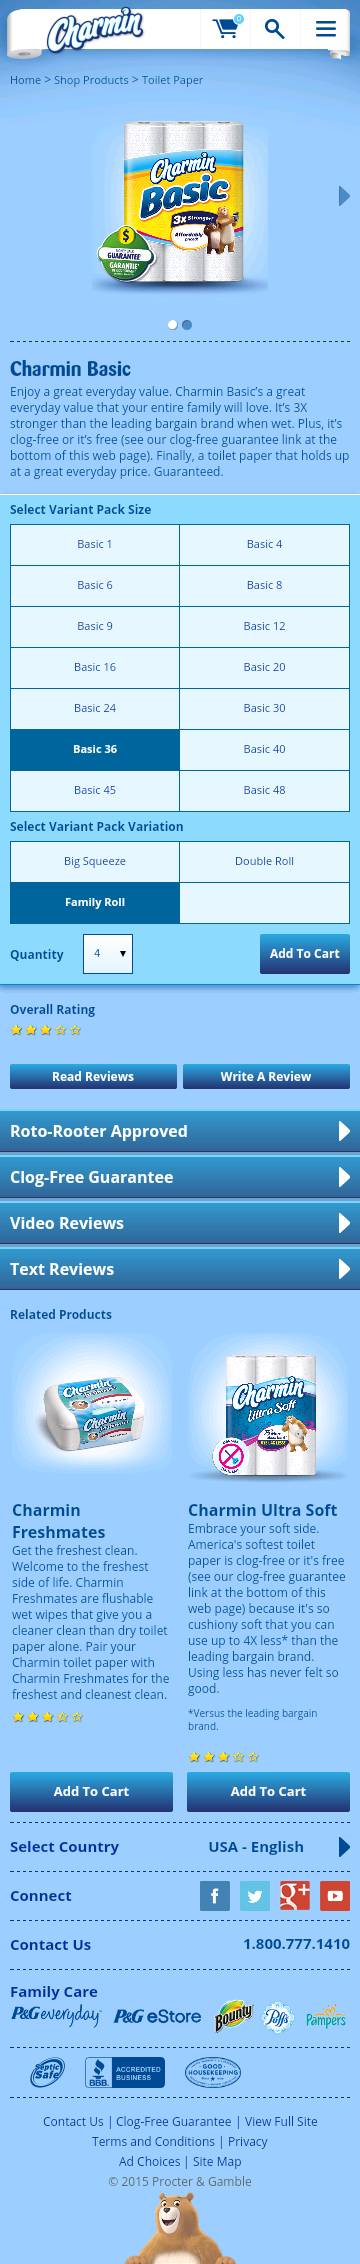 Charmin
0
Home > Shop Products > Toilet Paper
Charmin
Basic
3x Stronger*
Affordably
priced!
$
GUARANTEE
GARANTIE
Charmin Basic
Enjoy a great everyday value. Charmin Basic's a great
everyday value that your entire family will love. It's 3X
stronger than the leading bargain brand when wet. Plus, it's
clog-free or it's free (see our clog-free guarantee link at the
bottom of this web page). Finally, a toilet paper that holds up
at a great everyday price. Guaranteed.
Select Variant Pack Size
Basic 1
Basic 4
Basic 6
Basic 8
Basic 9
Basic 12
Basic 16
Basic 20
Basic 24
Basic 30
Basic 36
Basic 40
Basic 45
Basic 48
Select Variant Pack Variation
Big Squeeze
Double Roll
Family Roll
Quantity
4
Add To Cart
Overall Rating
Read Reviews
Write A Review
Roto-Rooter Approved
Clog-Free Guarantee
Video Reviews
Text Reviews
Related Products
Charmin
Charmin
Charmin
Ultra Soft
Charmin
Freshmates
Get the freshest clean.
Welcome to the freshest
side of life. Charmin
Freshmates are flushable
wet wipes that give you a
cleaner clean than dry toilet
paper alone. Pair your
Charmin toilet paper with
Charmin Freshmates for the
freshest and cleanest clean.
Charmin Ultra Soft
Embrace your soft side.
America's softest toilet
paper is clog-free or it's free
(see our clog-free guarantee
link at the bottom of this
web page) because it's so
cushiony soft that you can
use up to 4X less* than the
leading bargain brand.
Using less has never felt so
good.
*Versus the leading bargain
brand.
Add To Cart
Add To Cart
Select Country
USA - English
Connect
f
g+
Contact Us
1.800.777.1410
Family Care
P&G everyday
P&G eStore
Bounty
Puffs
Pampers
Septic
Safe
BBB.
ACCREDITED
BUSINESS
GOOD
HOUSEKEEPING
Contact Us | Clog-Free Guarantee | View Full Site
Terms and Conditions | Privacy
Ad Choices | Site Map
© 2015 Procter & Gamble